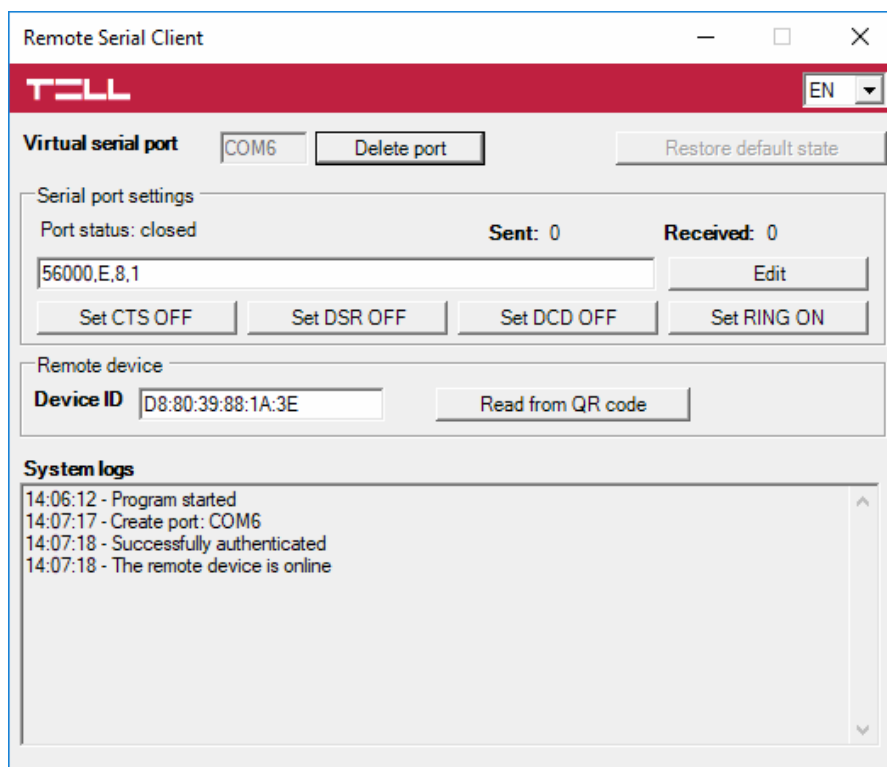 Remote Serial Client
TELL
EN
Virtual serial port COM6 Delete port Restore default state
Serial port settings
Port status: closed Sent: 0 Received: 0
56000,E,8,1 Edit
Set CTS OFF Set DSR OFF Set DCD OFF Set RING ON
Remote device
Device ID D8:80:39:88:1A:3E Read from QR code
System logs
14:06:12 - Program started
14:07:17 - Create port: COM6
14:07:18 - Successfully authenticated
14:07:18 - The remote device is online